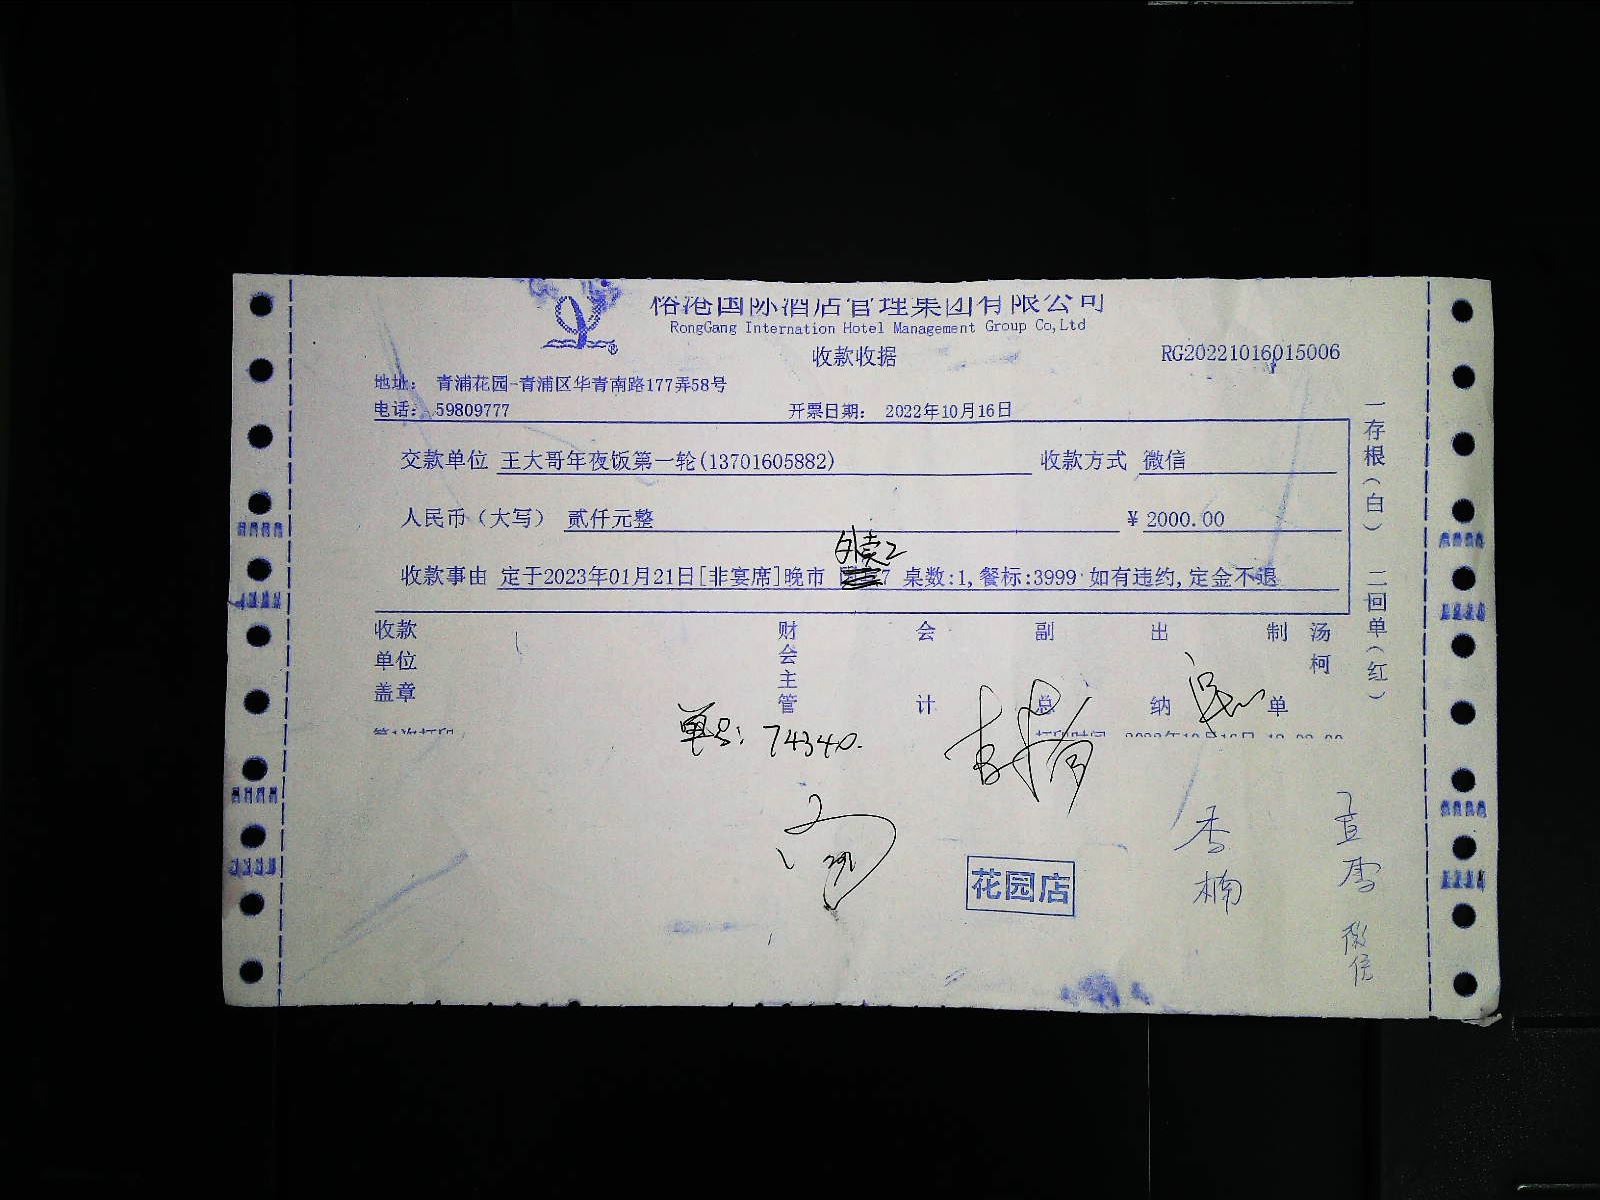 榕港国际酒店管理集团有限公司
RongGang Internation Hotel Management Group Co,Ltd
收款收据
RG20221016015006
地址： 青浦花园-青浦区华青南路177弄58号
电话： 59809777 开票日期： 2022年10月16日
交款单位 王大哥年夜饭第一轮(13701605882) 收款方式 微信
人民币（大写） 贰仟元整 ¥ 2000.00
外卖2
收款事由 定于2023年01月21日[非宴席]晚市 7 桌数:1,餐标:3999 如有违约,定金不退
收款单位盖章 财会主管 会计 副总 出纳 制单 汤柯
一存根（白） 二回单（红）
单号: 74340.
花园店
李楠
微信